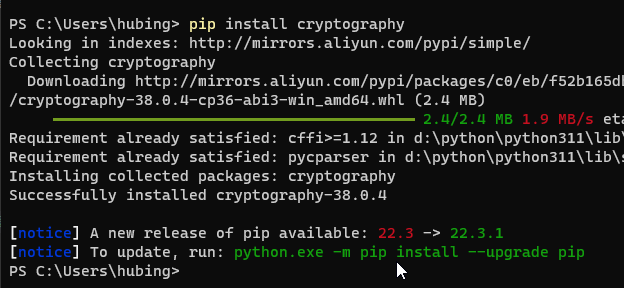 PS C:\Users\hubing> pip install cryptography
Looking in indexes: http://mirrors.aliyun.com/pypi/simple/
Collecting cryptography
  Downloading http://mirrors.aliyun.com/pypi/packages/c0/eb/f52b165db
/cryptography-38.0.4-cp36-abi3-win_amd64.whl (2.4 MB)
2.4/2.4 MB 1.9 MB/s eta
Requirement already satisfied: cffi>=1.12 in d:\python\python311\lib\
Requirement already satisfied: pycparser in d:\python\python311\lib\s
Installing collected packages: cryptography
Successfully installed cryptography-38.0.4
[notice] A new release of pip available: 22.3 -> 22.3.1
[notice] To update, run: python.exe -m pip install --upgrade pip
PS C:\Users\hubing>